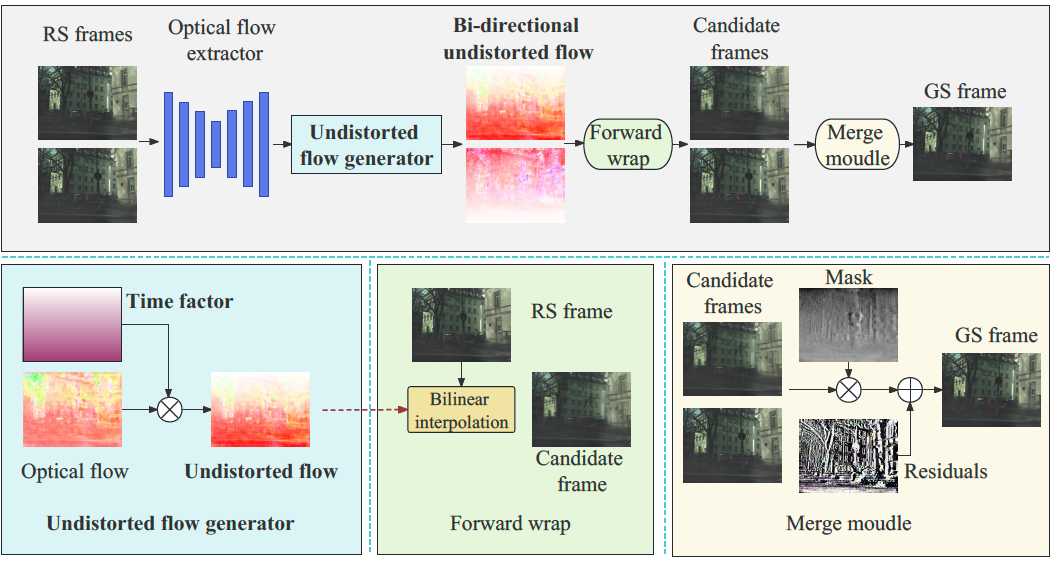 RS frames
Optical flow
extractor
Bi-directional
undistorted flow
Candidate
frames
GS frame
Undistorted
flow generator
Forward
wrap
Merge
moudle
Time factor
Optical flow
Undistorted flow
Undistorted flow generator
RS frame
Bilinear
interpolation
Candidate
frame
Forward wrap
Candidate
frames
Mask
GS frame
Residuals
Merge moudle